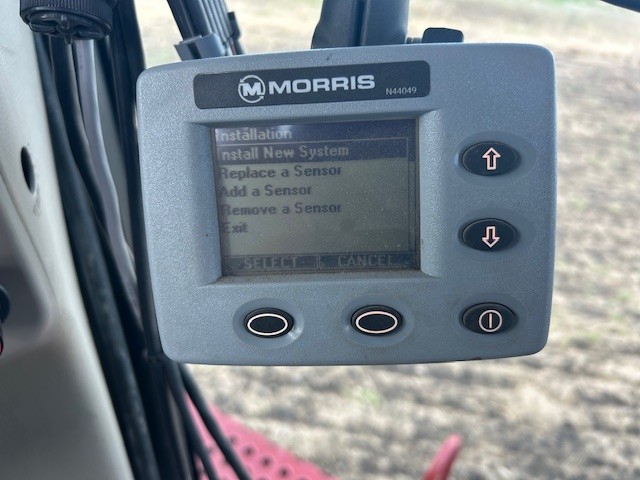 MORRIS
N44049
Installation
Install New System
Replace a Sensor
Add a Sensor
Remove a Sensor
Exit
SELECT CANCEL